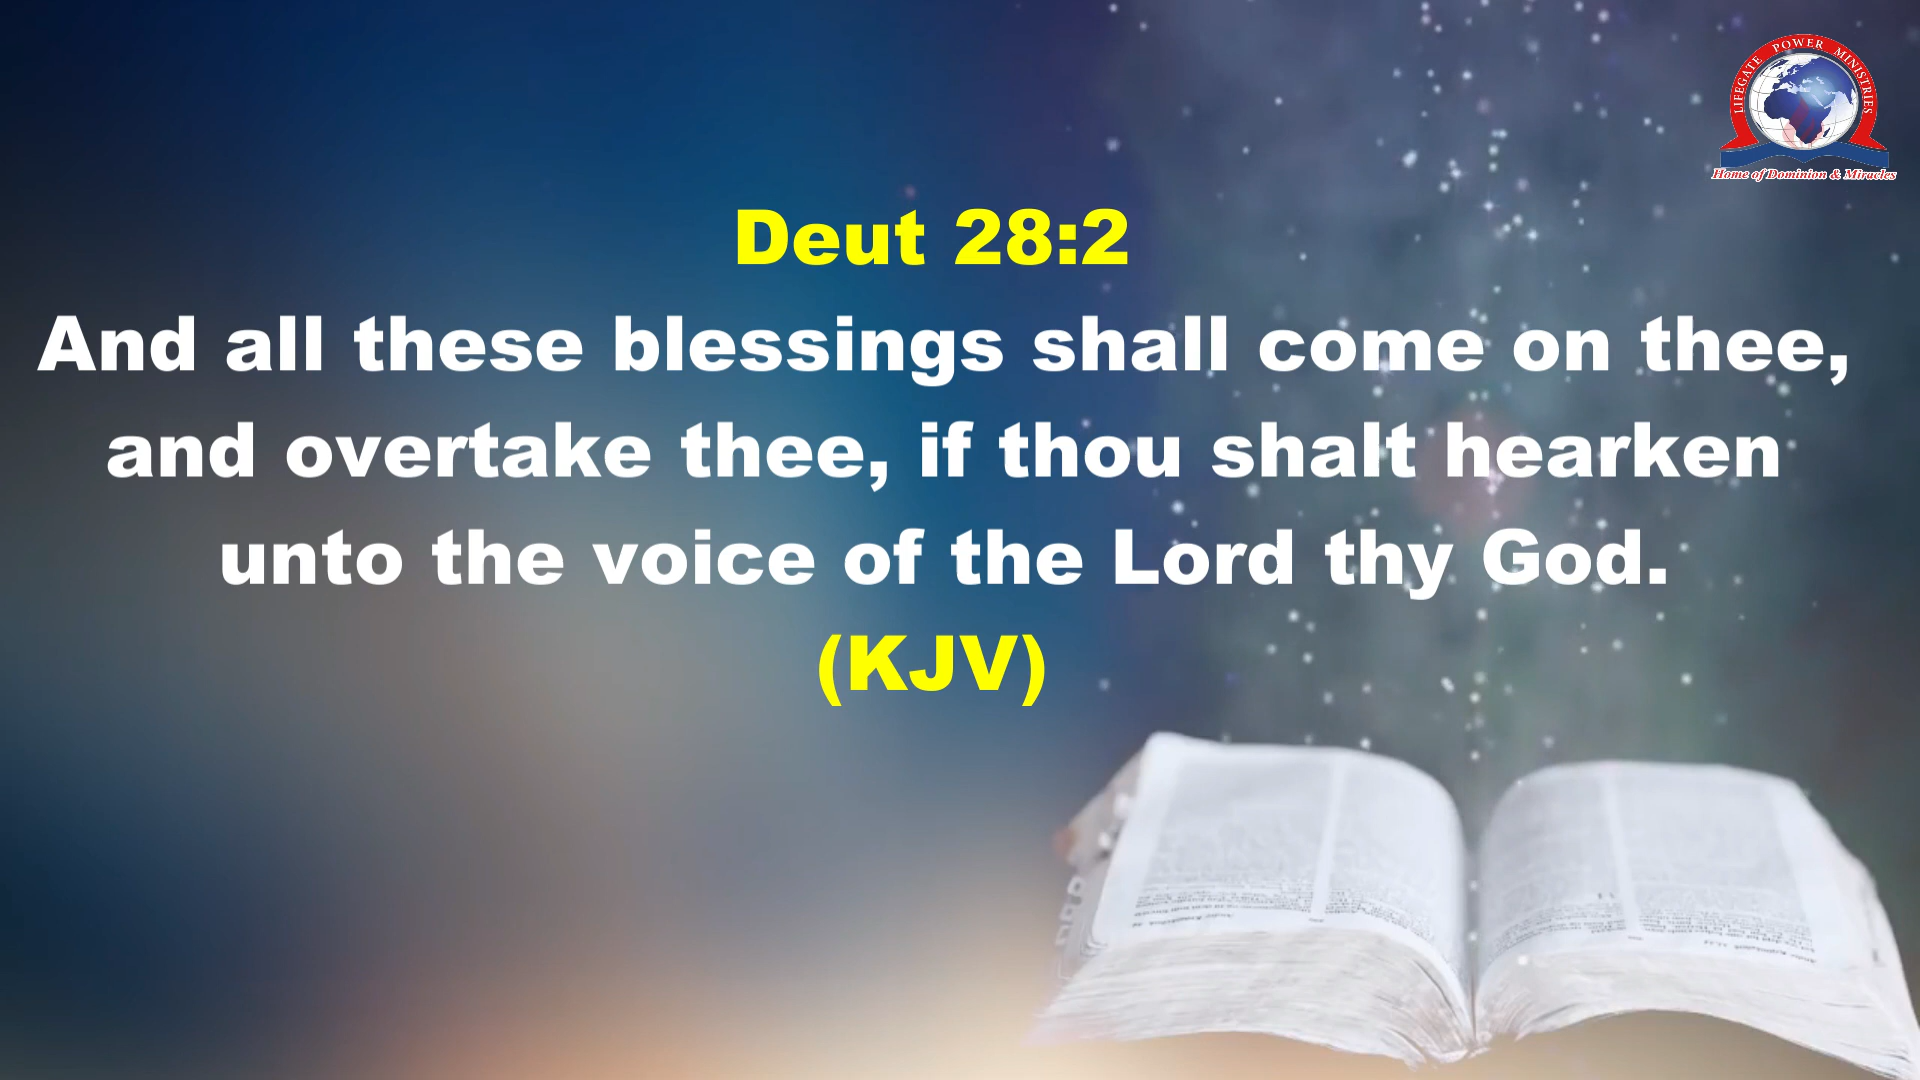 LIFEGATE POWER MINISTRIES
Home of Dominion & Miracles
Deut 28:2
And all these blessings shall come on thee,
and overtake thee, if thou shalt hearken
unto the voice of the Lord thy God.
(KJV)